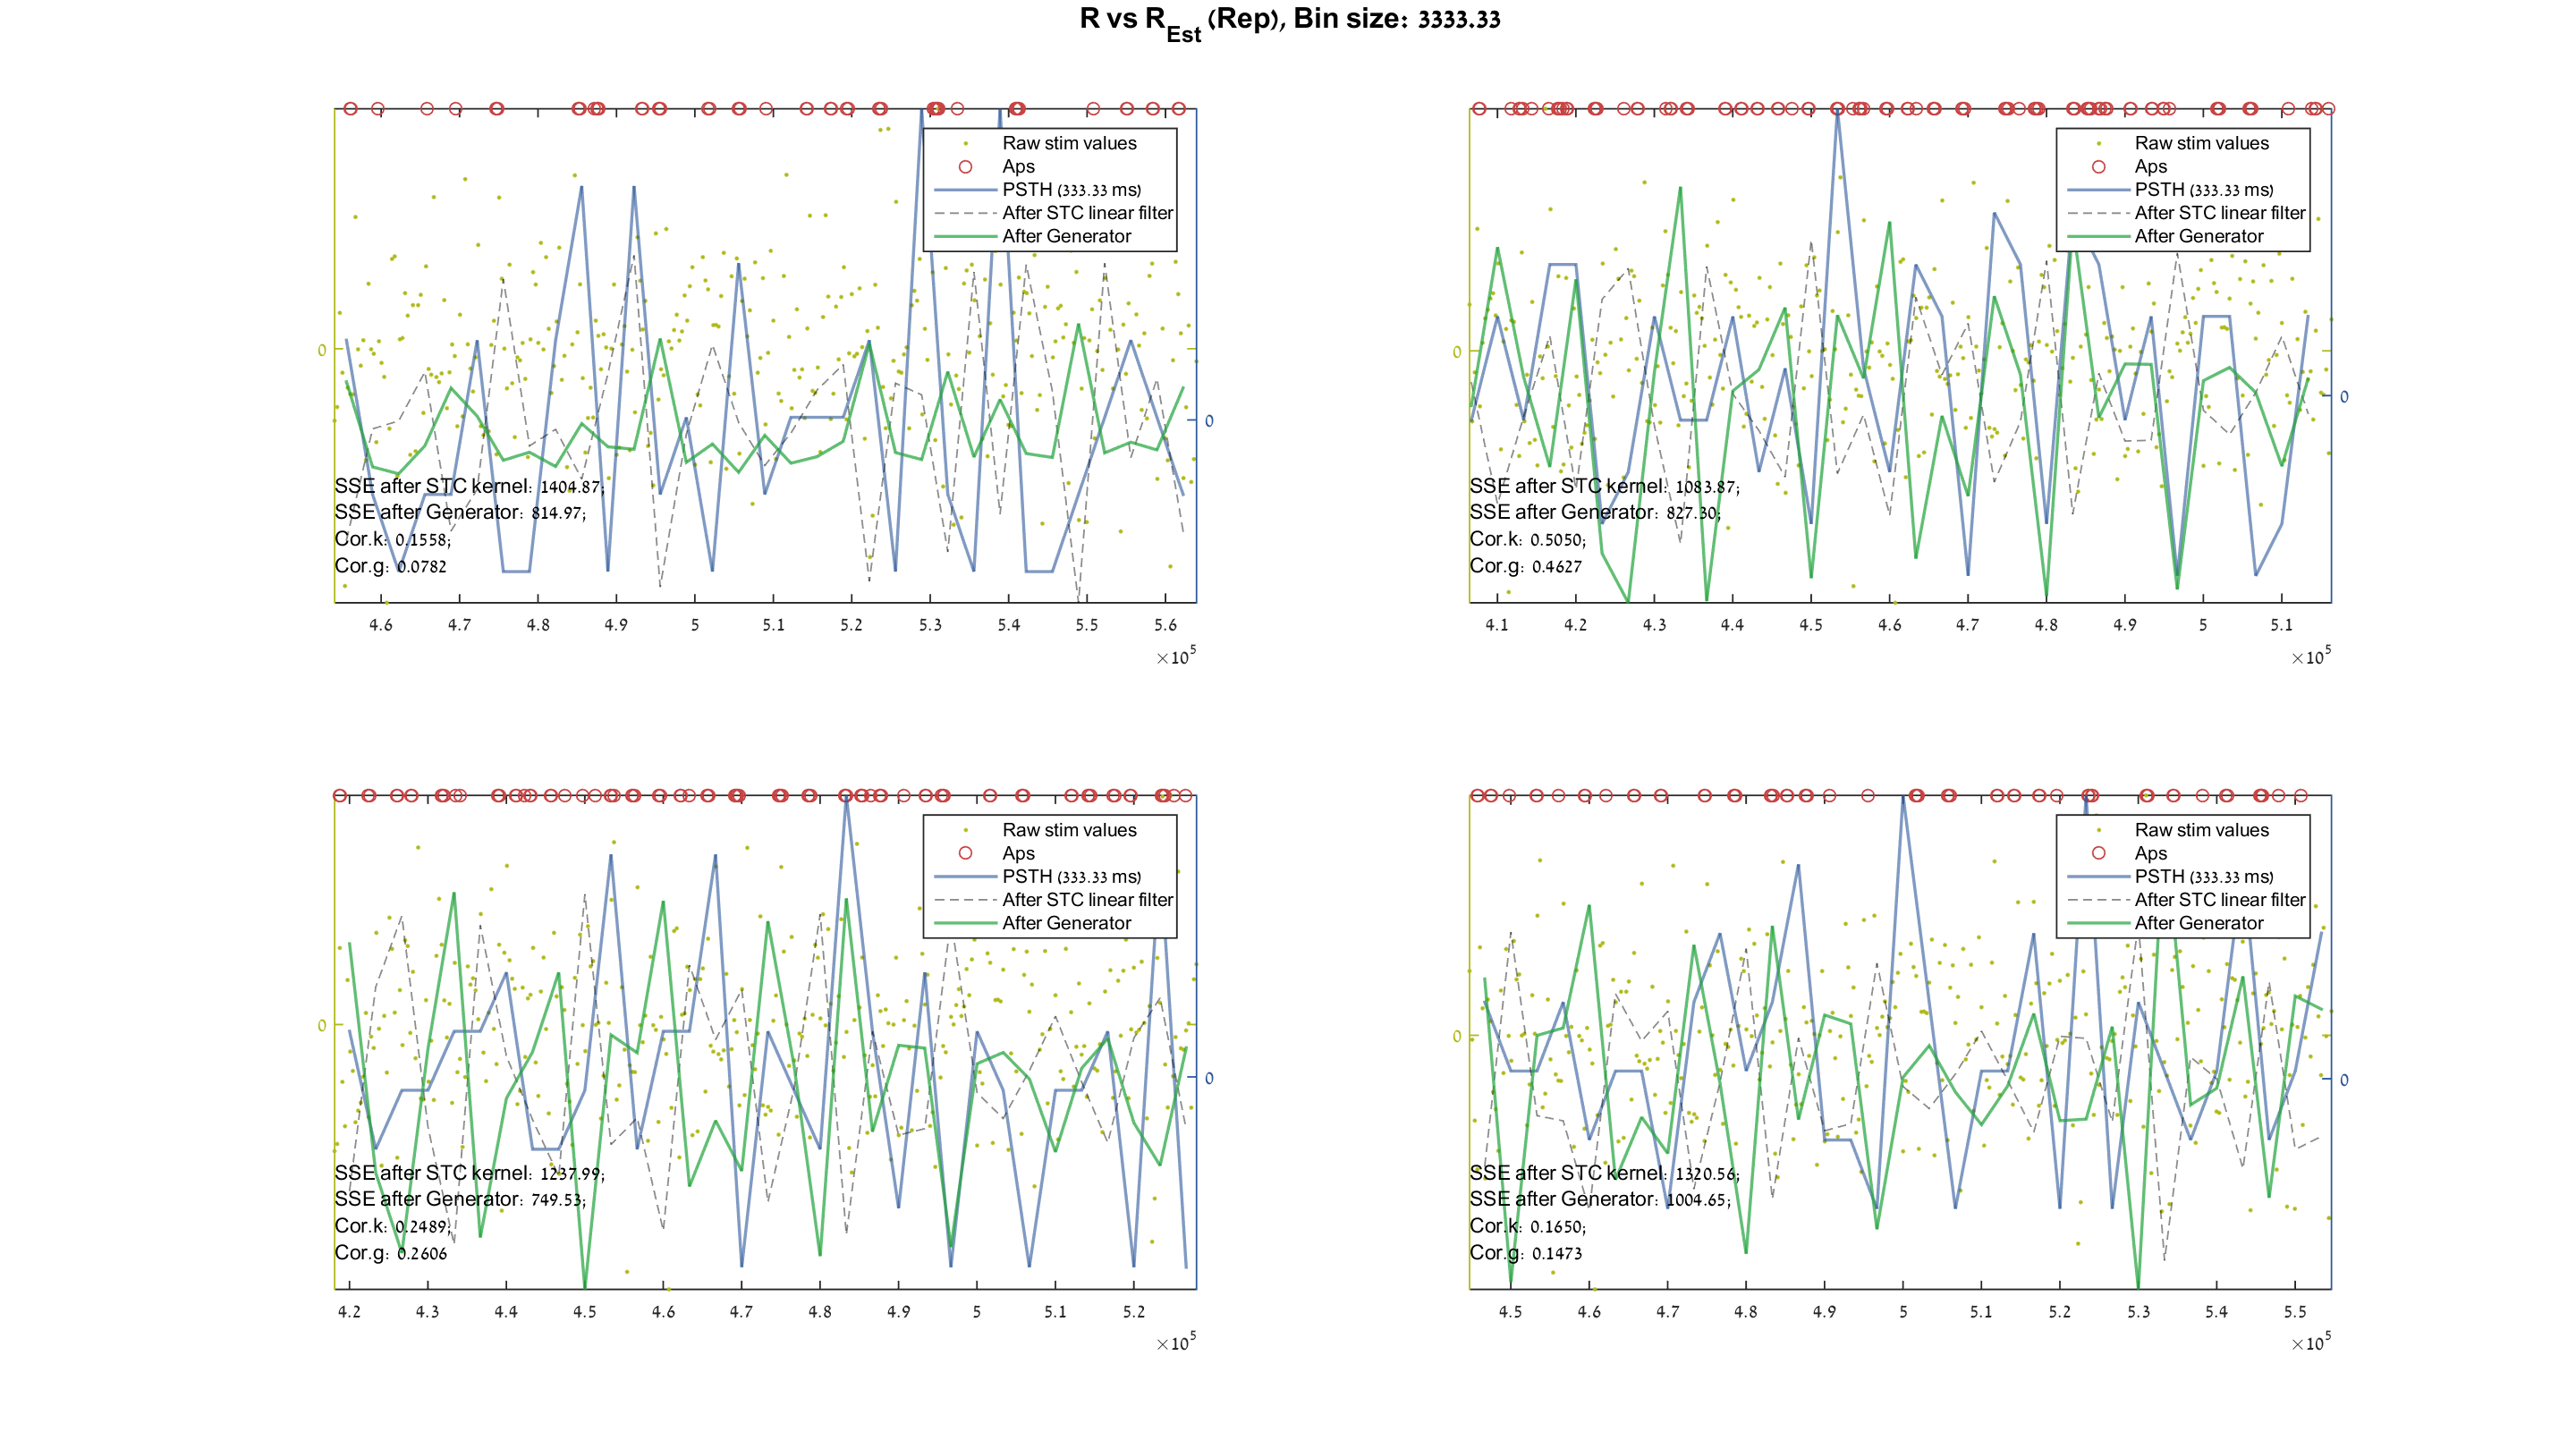 R vs R_Est (Rep), Bin size: 3333.33
Raw stim values
Aps
PSTH (333.33 ms)
After STC linear filter
After Generator
0
0
SSE after STC kernel: 1404.87;
SSE after Generator: 814.97;
Cor.k: 0.1558;
Cor.g: 0.0782
4.6 4.7 4.8 4.9 5 5.1 5.2 5.3 5.4 5.5 5.6
×10^5
Raw stim values
Aps
PSTH (333.33 ms)
After STC linear filter
After Generator
0
0
SSE after STC kernel: 1083.87;
SSE after Generator: 827.30;
Cor.k: 0.5050;
Cor.g: 0.4627
4.1 4.2 4.3 4.4 4.5 4.6 4.7 4.8 4.9 5 5.1
×10^5
Raw stim values
Aps
PSTH (333.33 ms)
After STC linear filter
After Generator
0
0
SSE after STC kernel: 1237.99;
SSE after Generator: 749.53;
Cor.k: 0.2489;
Cor.g: 0.2606
4.2 4.3 4.4 4.5 4.6 4.7 4.8 4.9 5 5.1 5.2
×10^5
Raw stim values
Aps
PSTH (333.33 ms)
After STC linear filter
After Generator
0
0
SSE after STC kernel: 1320.56;
SSE after Generator: 1004.65;
Cor.k: 0.1650;
Cor.g: 0.1473
4.5 4.6 4.7 4.8 4.9 5 5.1 5.2 5.3 5.4 5.5
×10^5